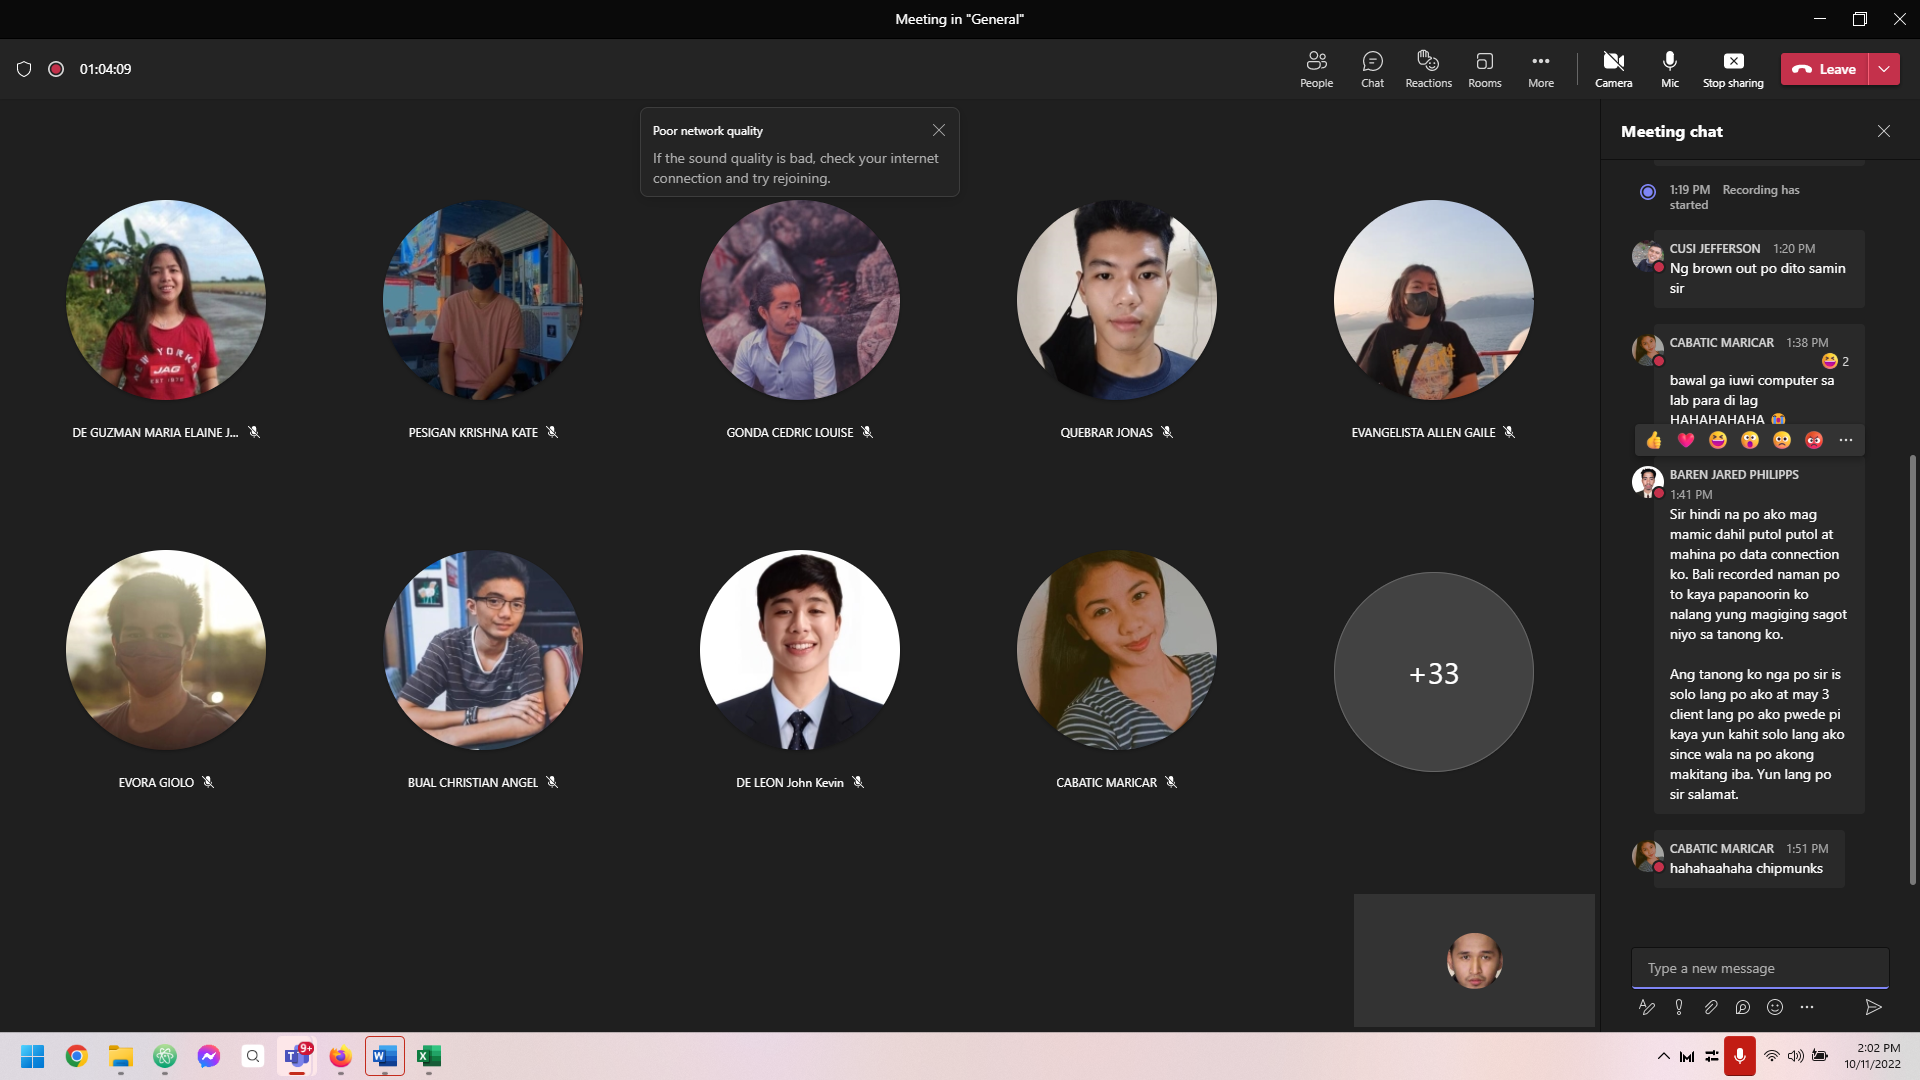 Meeting in "General"
01:04:09
People
Chat
Reactions
Rooms
More
Camera
Mic
Stop sharing
Leave
Poor network quality
If the sound quality is bad, check your internet
connection and try rejoining.
NEW YORK
JAG
EST 1978
DE GUZMAN MARIA ELAINE J...
PESIGAN KRISHNA KATE
GONDA CEDRIC LOUISE
QUEBRAR JONAS
EVANGELISTA ALLEN GAILE
EVORA GIOLO
BUAL CHRISTIAN ANGEL
DE LEON John Kevin
CABATIC MARICAR
+33
Meeting chat
1:19 PM Recording has
started
CUSI JEFFERSON 1:20 PM
Ng brown out po dito samin
sir
CABATIC MARICAR 1:38 PM
😆 2
bawal ga iuwi computer sa
lab para di lag
HAHAHAHAHA 😭
👍 ❤️ 😆 😲 🙁 😡 ...
BAREN JARED PHILIPPS
1:41 PM
Sir hindi na po ako mag
mamic dahil putol putol at
mahina po data connection
ko. Bali recorded naman po
to kaya papanoorin ko
nalang yung magiging sagot
niyo sa tanong ko.
Ang tanong ko nga po sir is
solo lang po ako at may 3
client lang po ako pwede pi
kaya yun kahit solo lang ako
since wala na po akong
makitang iba. Yun lang po
sir salamat.
CABATIC MARICAR 1:51 PM
hahahaahaha chipmunks
Type a new message
9+
2:02 PM
10/11/2022